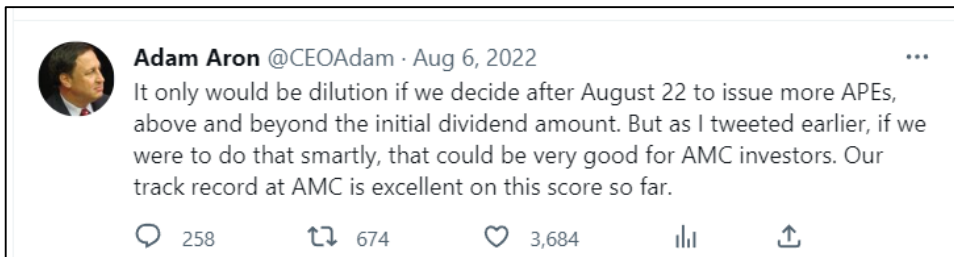 Adam Aron @CEOAdam · Aug 6, 2022
It only would be dilution if we decide after August 22 to issue more APEs,
above and beyond the initial dividend amount. But as I tweeted earlier, if we
were to do that smartly, that could be very good for AMC investors. Our
track record at AMC is excellent on this score so far.
258 674 3,684